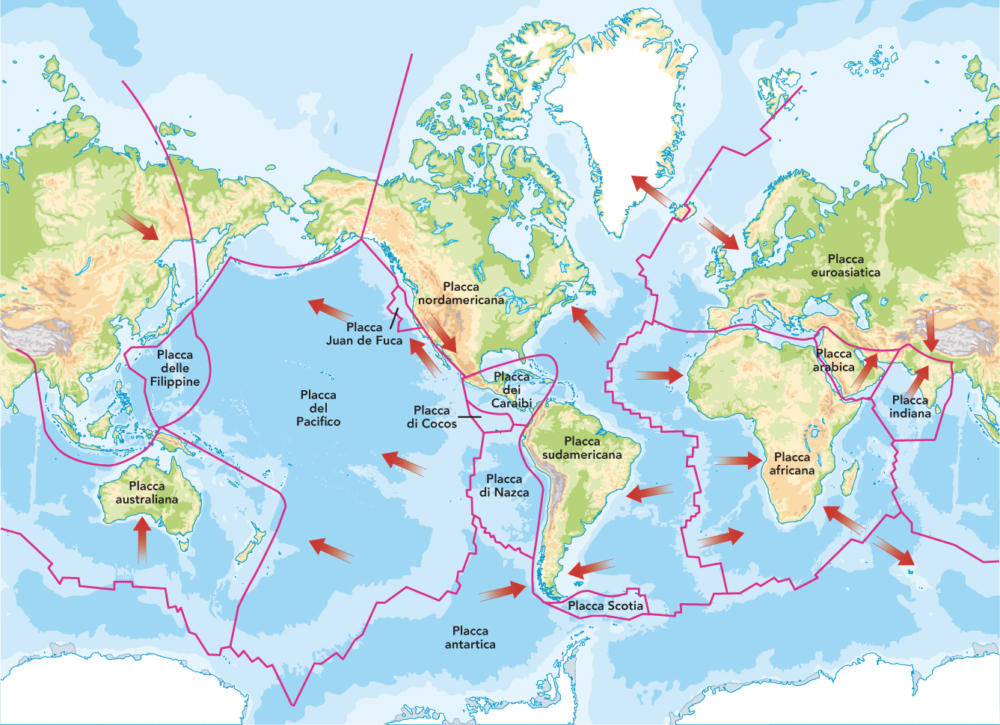 Placca
euroasiatica
Placca
nordamericana
Placca
Juan de Fuca
Placca
delle
Filippine
Placca
arabica
Placca
dei
Caraibi
Placca
del
Pacifico
Placca
di Cocos
Placca
indiana
Placca
sudamericana
Placca
africana
Placca
di Nazca
Placca
australiana
Placca Scotia
Placca
antartica